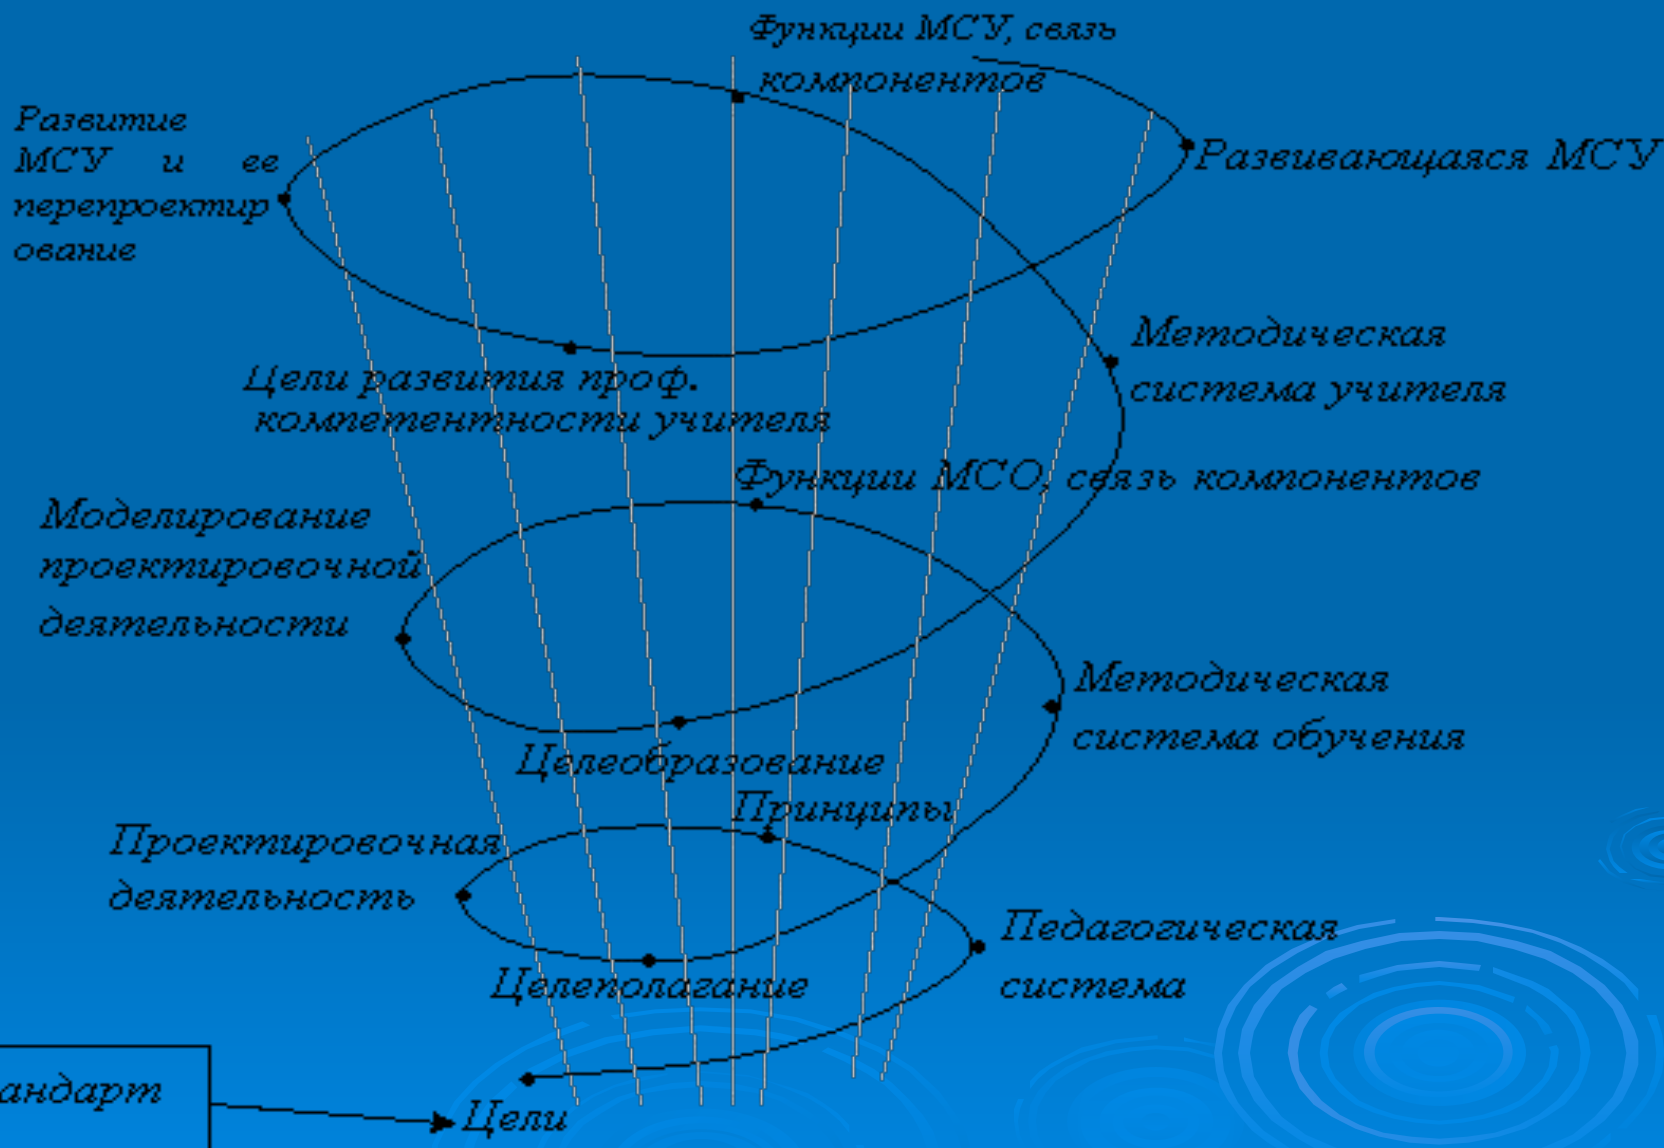 Функции МСУ, связь
компонентов
Развитие
МСУ и ее
перепроектир
ование
Развивающаяся МСУ
Методическая
система учителя
Цели развития проф.
компетентности учителя
Функции МСО, связь компонентов
Моделирование
проектировочной
деятельности
Методическая
система обучения
Целеобразование
Принципы
Проектировочная
деятельность
Педагогическая
система
Целеполагание
андарт
Цели